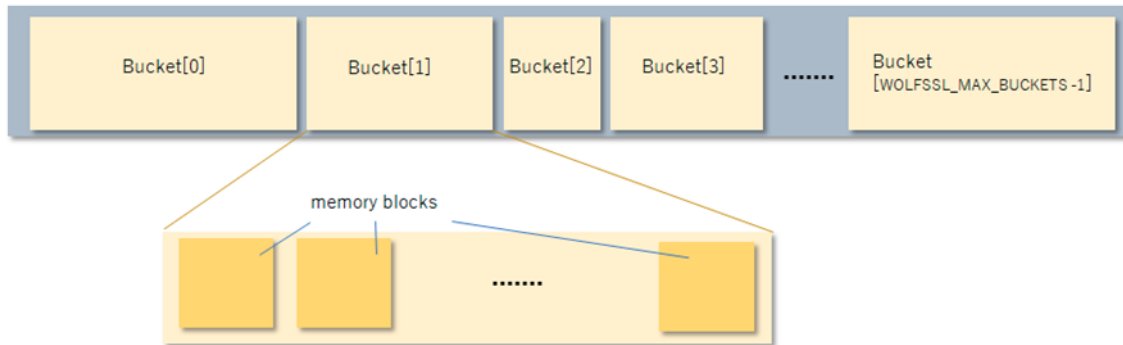 Bucket[0]
Bucket[1]
Bucket[2]
Bucket[3]
.......
Bucket
[WOLFSSL_MAX_BUCKETS -1]
memory blocks
.......